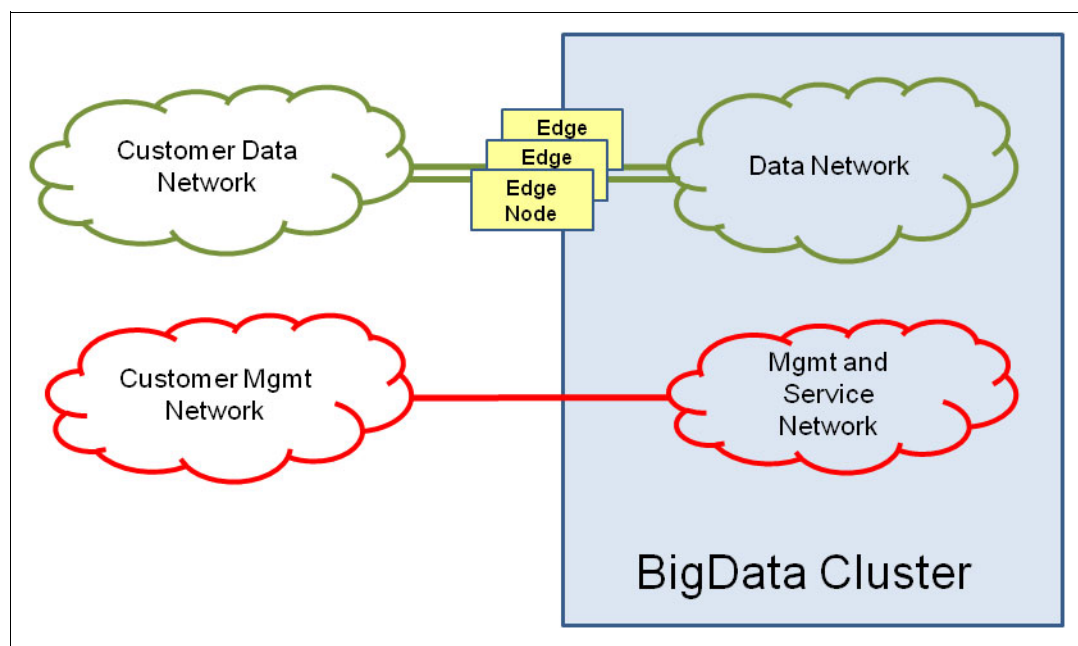 Customer Data
Network
Edge
Edge
Edge
Node
Data Network
Customer Mgmt
Network
Mgmt and
Service
Network
BigData Cluster